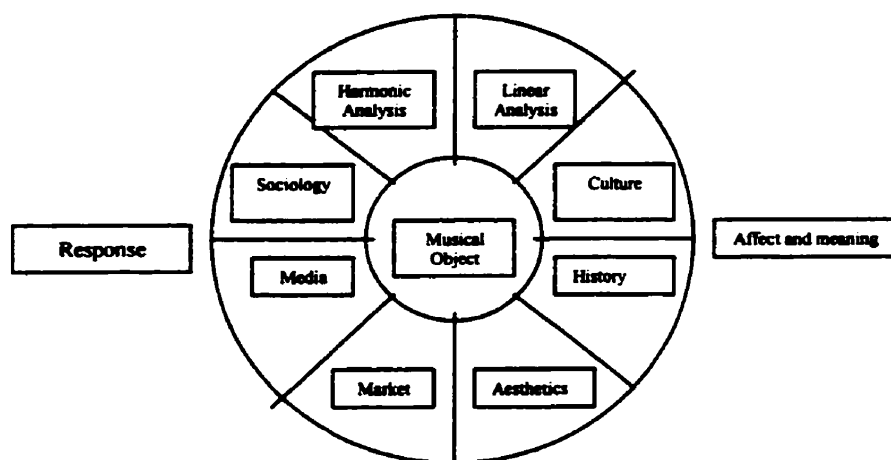 Harmonic
Analysis
Linear
Analysis
Sociology
Culture
Response
Musical
Object
Affect and meaning
Media
History
Market
Aesthetics